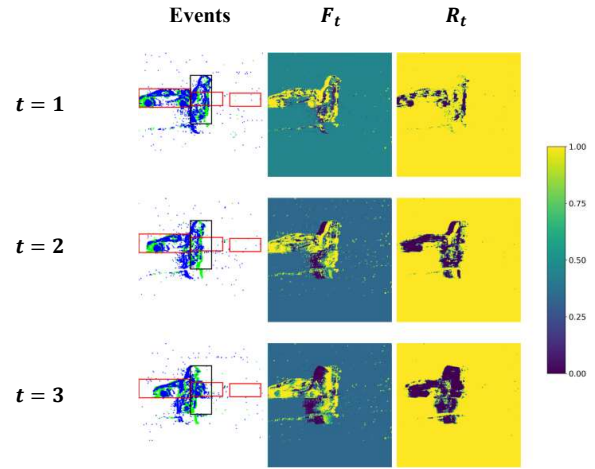 Events F_t R_t
t = 1
t = 2
t = 3
1.00
0.75
0.50
0.25
0.00